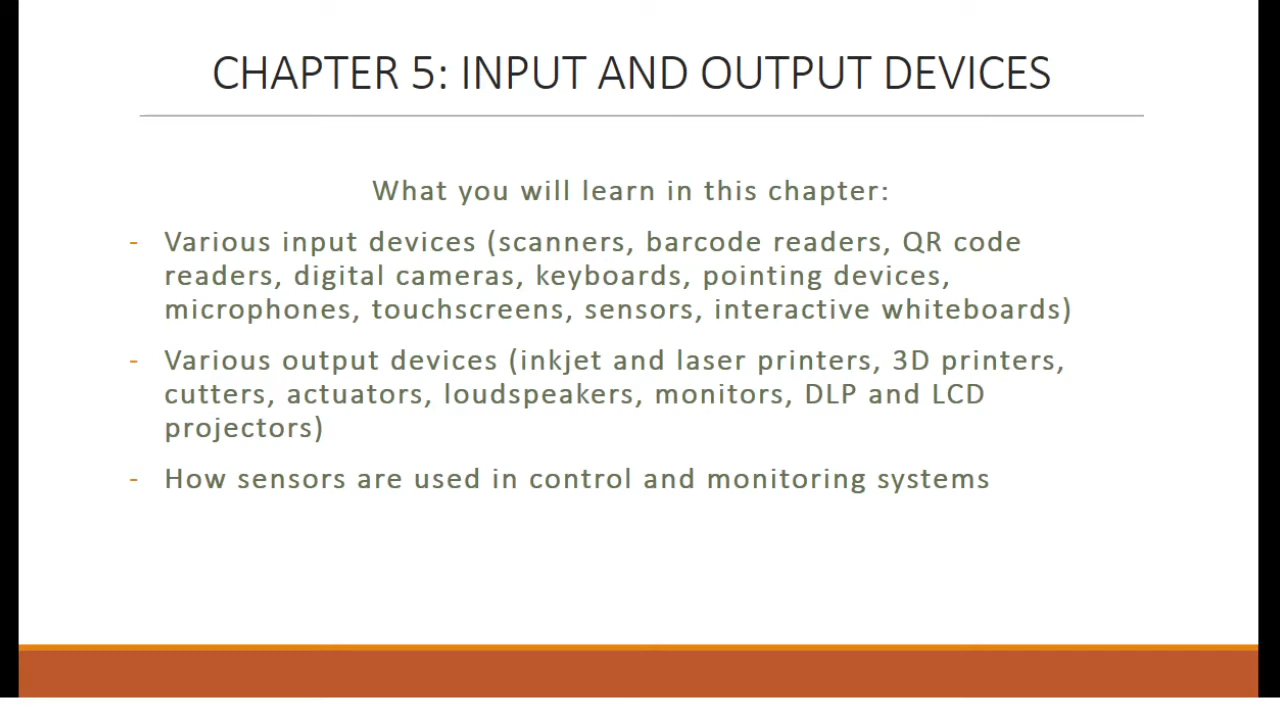 CHAPTER 5: INPUT AND OUTPUT DEVICES
What you will learn in this chapter:
- Various input devices (scanners, barcode readers, QR code
readers, digital cameras, keyboards, pointing devices,
microphones, touchscreens, sensors, interactive whiteboards)
- Various output devices (inkjet and laser printers, 3D printers,
cutters, actuators, loudspeakers, monitors, DLP and LCD
projectors)
- How sensors are used in control and monitoring systems